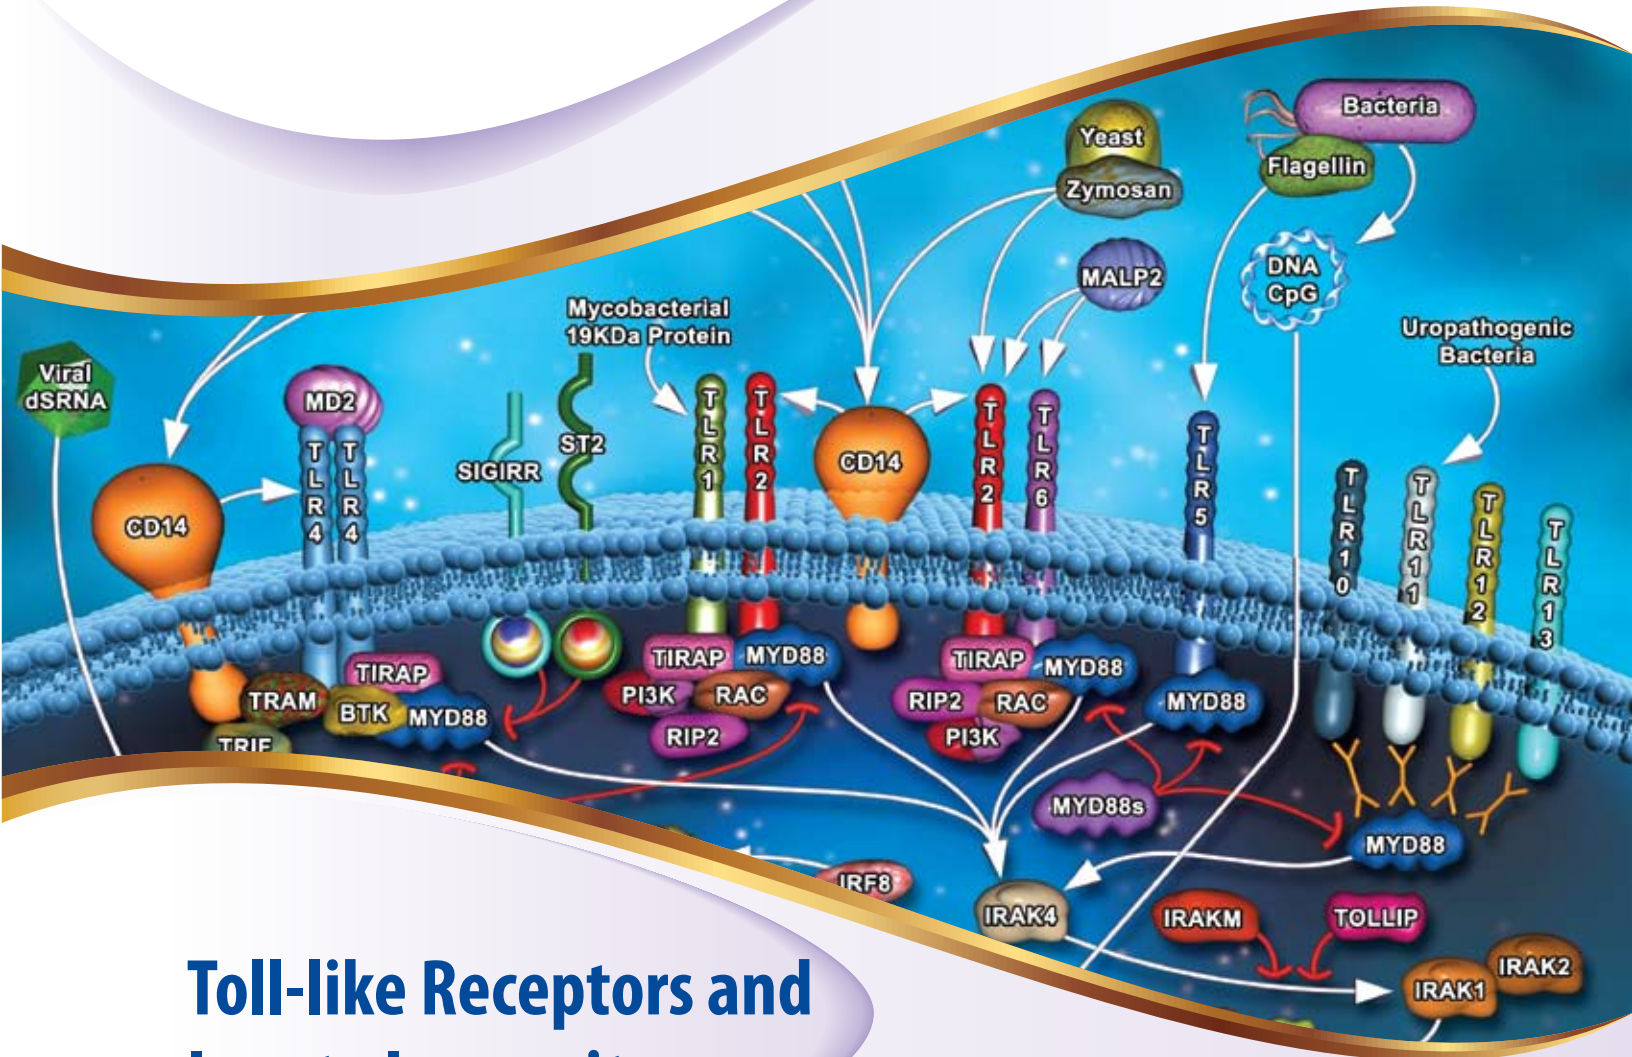 Bacteria
Yeast
Flagellin
Zymosan
DNA
CpG
MALP2
Mycobacterial
19KDa Protein
Uropathogenic
Bacteria
Viral
dSRNA
MD2
TLR4
TLR4
SIGIRR
ST2
TLR1
TLR2
CD14
TLR2
TLR6
TLR5
TLR10
TLR11
TLR12
TLR13
CD14
TIRAP
TRAM
BTK
MYD88
TRIF
TIRAP
MYD88
PI3K
RAC
RIP2
TIRAP
MYD88
RIP2
RAC
PI3K
MYD88
MYD88s
MYD88
IRF8
IRAK4
IRAKM
TOLLIP
IRAK2
IRAK1
Toll-like Receptors and